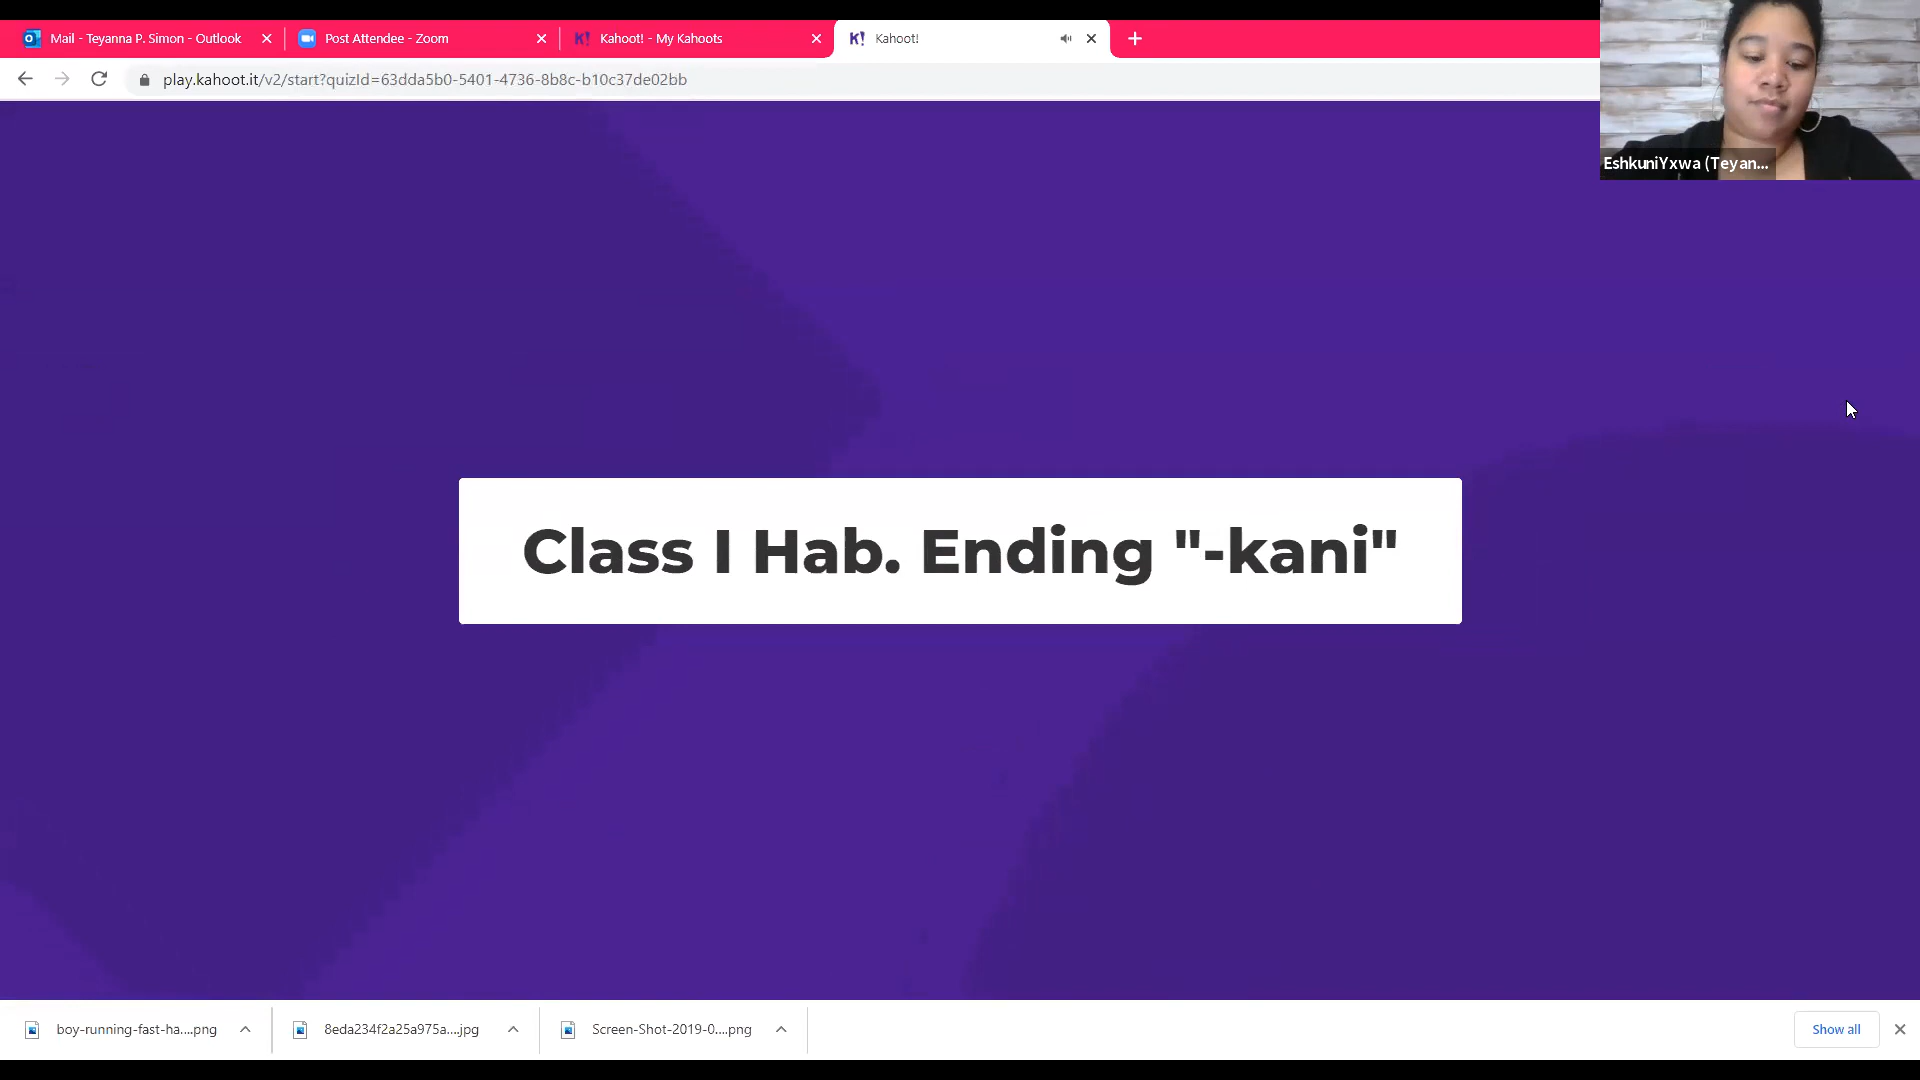 Mail - Teyanna P. Simon - Outlook
Post Attendee - Zoom
Kahoot! - My Kahoots
K! Kahoot!
play.kahoot.it/v2/start?quizId=63dda5b0-5401-4736-8b8c-b10c37de02bb
EshkuniYxwa (Teyan...
Class I Hab. Ending "-kani"
boy-running-fast-ha....png
8eda234f2a25a975a....jpg
Screen-Shot-2019-0....png
Show all